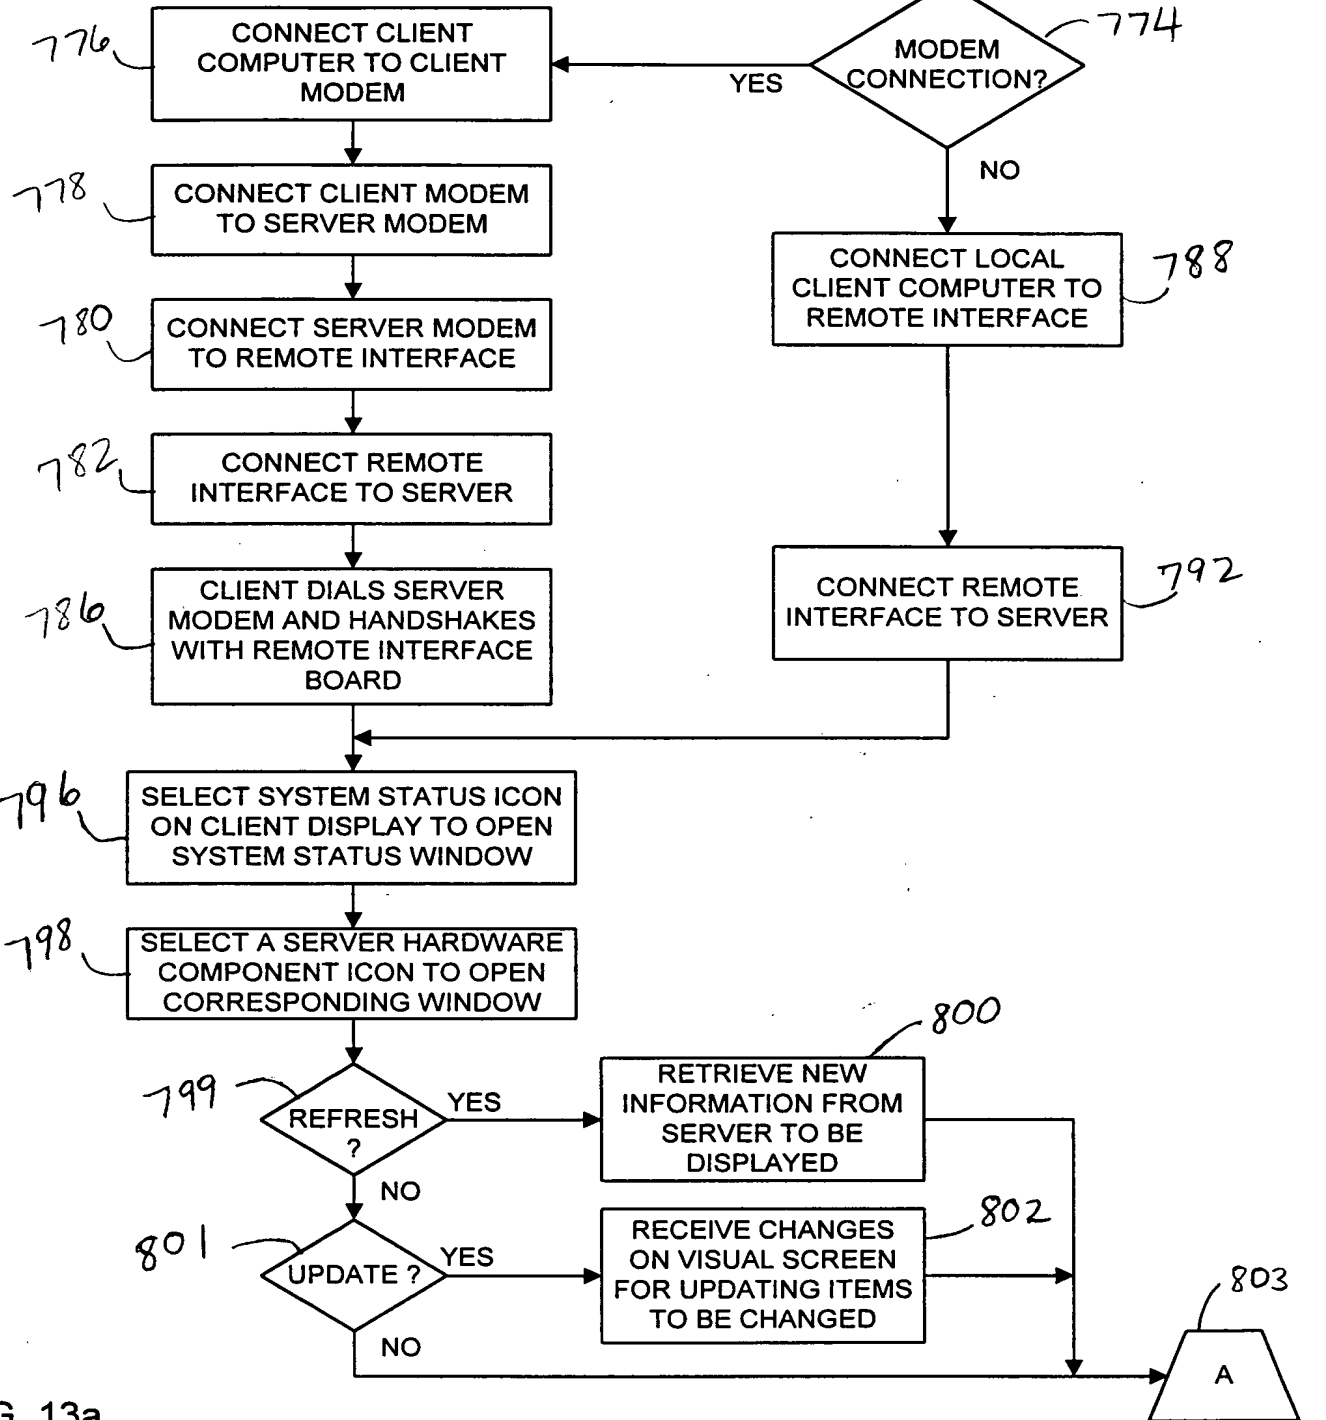 776
CONNECT CLIENT
COMPUTER TO CLIENT
MODEM
YES
MODEM
CONNECTION?
774
NO
778
CONNECT CLIENT MODEM
TO SERVER MODEM
CONNECT LOCAL
CLIENT COMPUTER TO
REMOTE INTERFACE
788
780
CONNECT SERVER MODEM
TO REMOTE INTERFACE
782
CONNECT REMOTE
INTERFACE TO SERVER
786
CLIENT DIALS SERVER
MODEM AND HANDSHAKES
WITH REMOTE INTERFACE
BOARD
CONNECT REMOTE
INTERFACE TO SERVER
792
796
SELECT SYSTEM STATUS ICON
ON CLIENT DISPLAY TO OPEN
SYSTEM STATUS WINDOW
798
SELECT A SERVER HARDWARE
COMPONENT ICON TO OPEN
CORRESPONDING WINDOW
799
REFRESH
?
YES
NO
800
RETRIEVE NEW
INFORMATION FROM
SERVER TO BE
DISPLAYED
801
UPDATE ?
YES
NO
802
RECEIVE CHANGES
ON VISUAL SCREEN
FOR UPDATING ITEMS
TO BE CHANGED
803
A
G. 13a